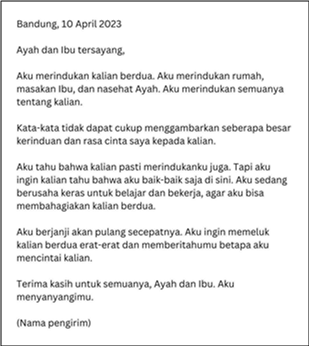 Bandung, 10 April 2023
Ayah dan Ibu tersayang,
Aku merindukan kalian berdua. Aku merindukan rumah,
masakan Ibu, dan nasehat Ayah. Aku merindukan semuanya
tentang kalian.
Kata-kata tidak dapat cukup menggambarkan seberapa besar
kerinduan dan rasa cinta saya kepada kalian.
Aku tahu bahwa kalian pasti merindukanku juga. Tapi aku
ingin kalian tahu bahwa aku baik-baik saja di sini. Aku sedang
berusaha keras untuk belajar dan bekerja, agar aku bisa
membahagiakan kalian berdua.
Aku berjanji akan pulang secepatnya. Aku ingin memeluk
kalian berdua erat-erat dan memberitahumu betapa aku
mencintai kalian.
Terima kasih untuk semuanya, Ayah dan Ibu. Aku
menyanyangimu.
(Nama pengirim)